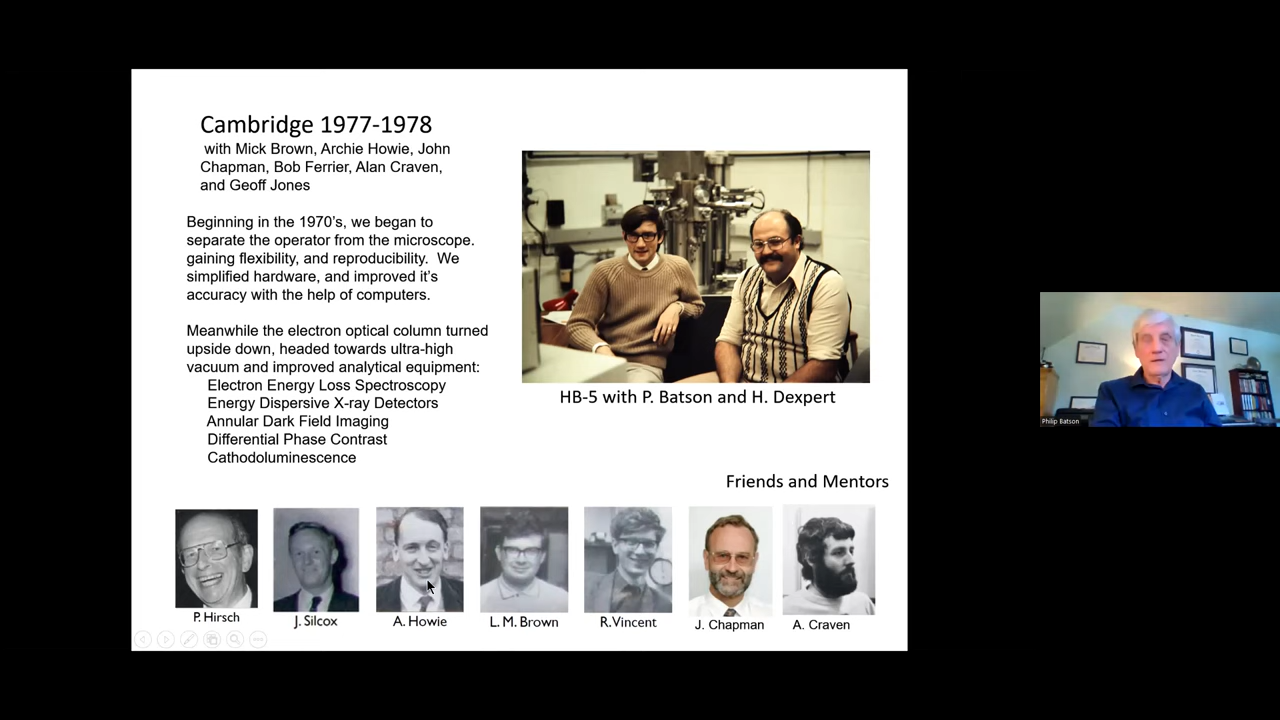 Cambridge 1977-1978
with Mick Brown, Archie Howie, John
Chapman, Bob Ferrier, Alan Craven,
and Geoff Jones
Beginning in the 1970's, we began to
separate the operator from the microscope.
gaining flexibility, and reproducibility. We
simplified hardware, and improved it's
accuracy with the help of computers.
Meanwhile the electron optical column turned
upside down, headed towards ultra-high
vacuum and improved analytical equipment:
Electron Energy Loss Spectroscopy
Energy Dispersive X-ray Detectors
Annular Dark Field Imaging
Differential Phase Contrast
Cathodoluminescence
HB-5 with P. Batson and H. Dexpert
Friends and Mentors
P. Hirsch
J. Silcox
A. Howie
L. M. Brown
R. Vincent
J. Chapman
A. Craven
Philip Batson